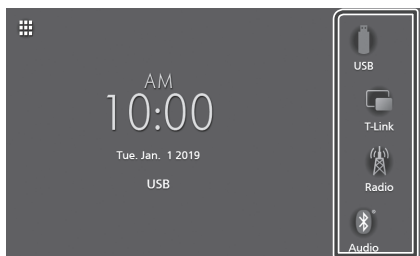 AM
10:00
Tue. Jan. 1 2019
USB
USB
T-Link
Radio
Audio